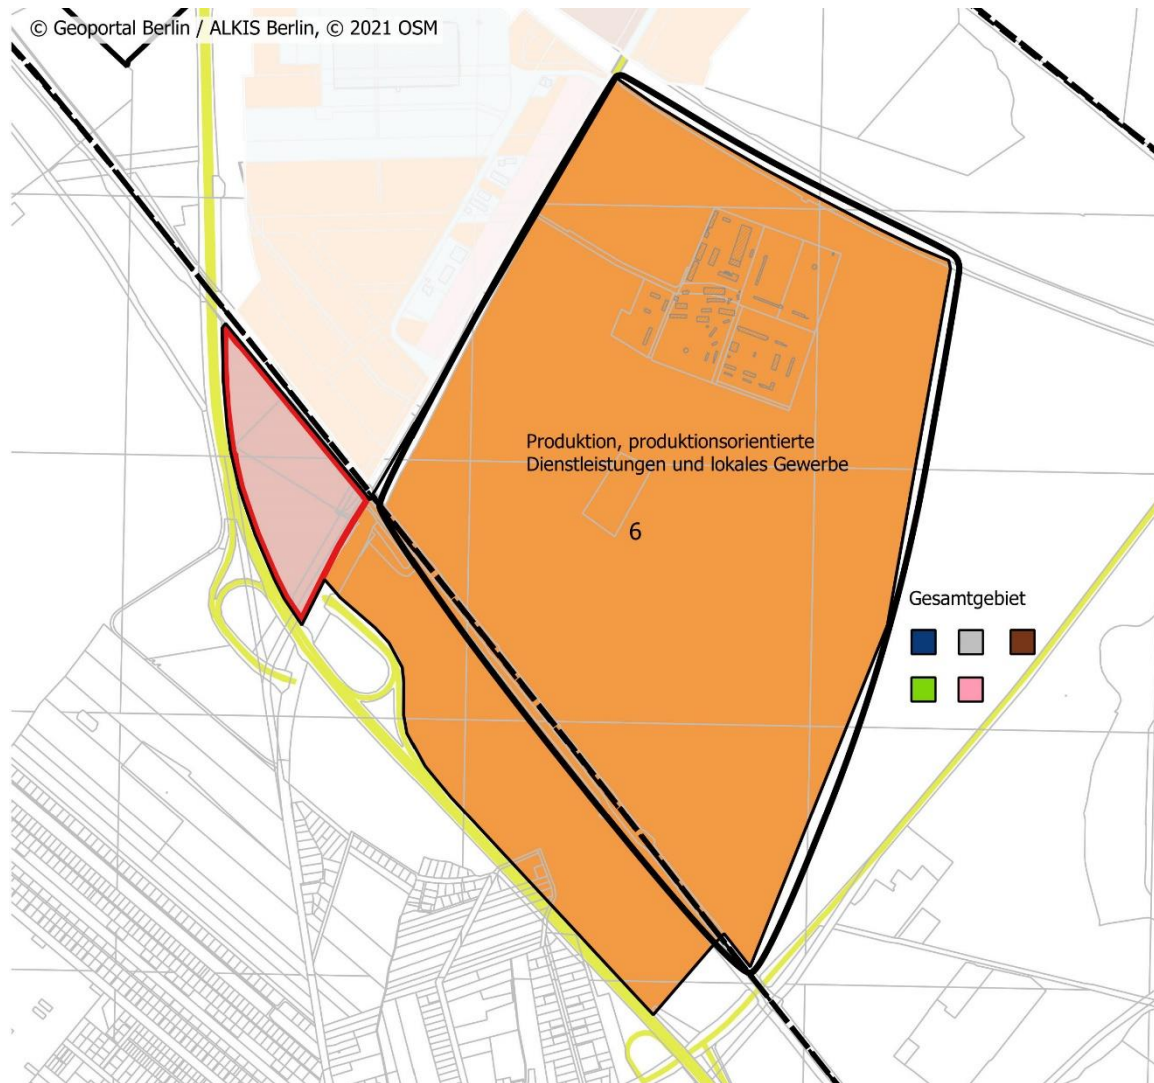 © Geoportal Berlin / ALKIS Berlin, © 2021 OSM
Produktion, produktionsorientierte
Dienstleistungen und lokales Gewerbe
6
Gesamtgebiet